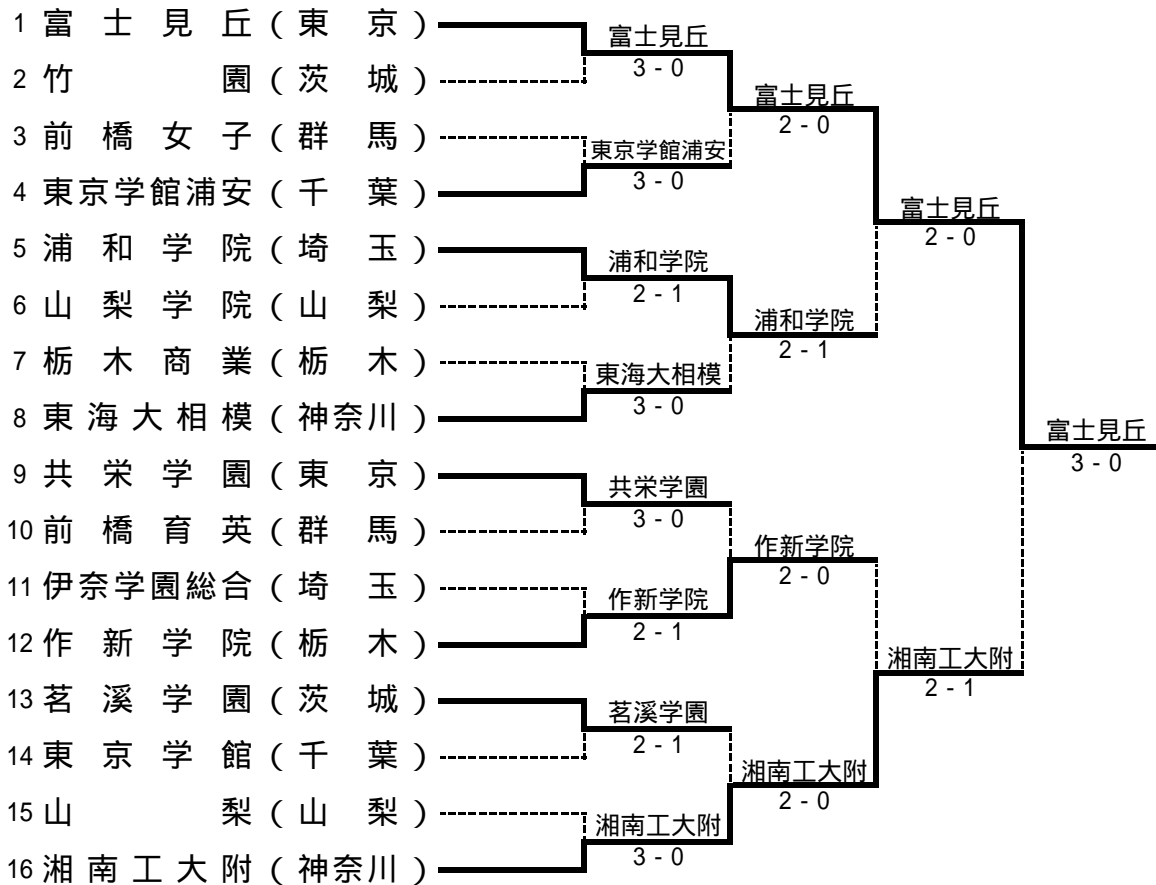 1 富士見丘(東京)
2 竹園(茨城)
3 前橋女子(群馬)
4 東京学館浦安(千葉)
5 浦和学院(埼玉)
6 山梨学院(山梨)
7 栃木商業(栃木)
8 東海大相模(神奈川)
9 共栄学園(東京)
10 前橋育英(群馬)
11 伊奈学園総合(埼玉)
12 作新学院(栃木)
13 茗溪学園(茨城)
14 東京学館(千葉)
15 山梨(山梨)
16 湘南工大附(神奈川)
富士見丘
3 - 0
東京学館浦安
3 - 0
浦和学院
2 - 1
東海大相模
3 - 0
共栄学園
3 - 0
作新学院
2 - 1
茗溪学園
2 - 1
湘南工大附
3 - 0
富士見丘
2 - 0
浦和学院
2 - 1
作新学院
2 - 0
湘南工大附
2 - 0
富士見丘
2 - 0
湘南工大附
2 - 1
富士見丘
3 - 0